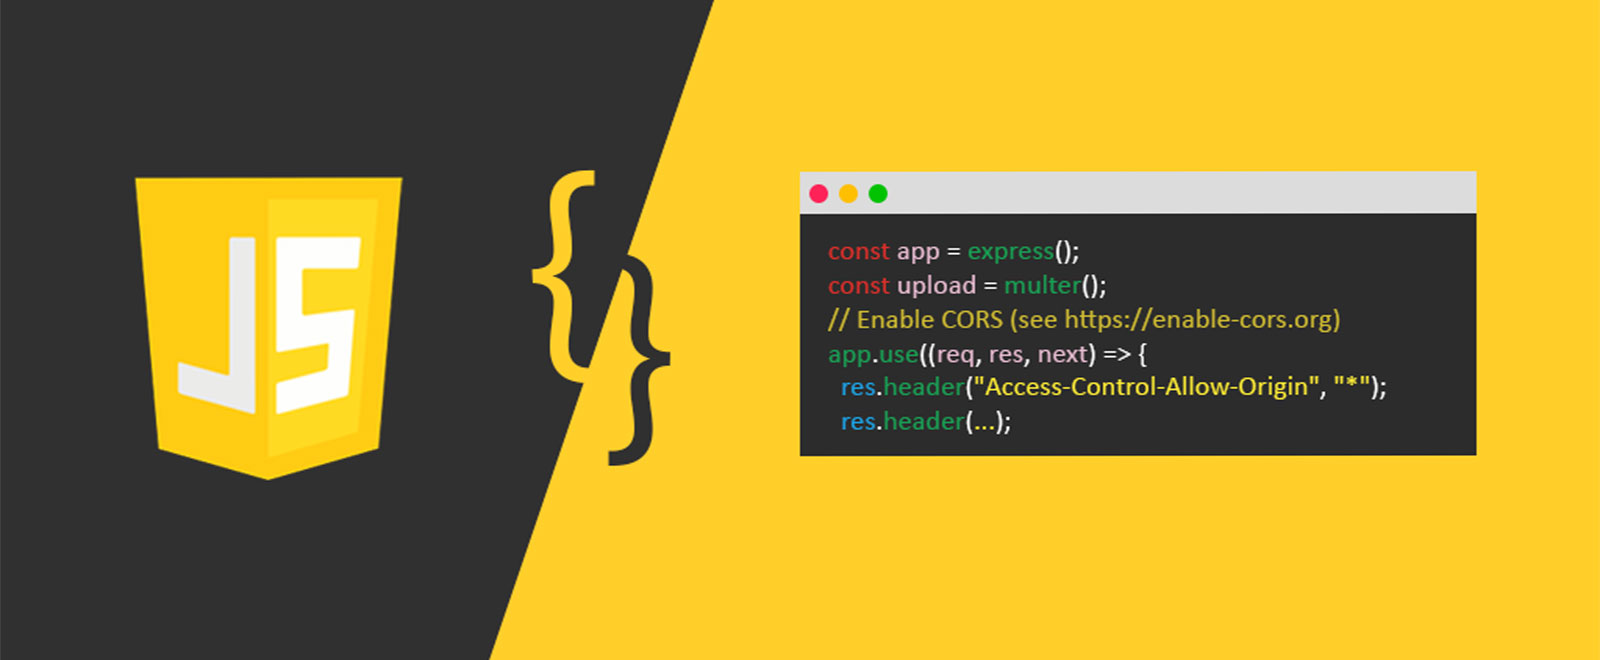 JS
{
}
const app = express();
const upload = multer();
// Enable CORS (see https://enable-cors.org)
app.use((req, res, next) => {
res.header("Access-Control-Allow-Origin", "*");
res.header(...);